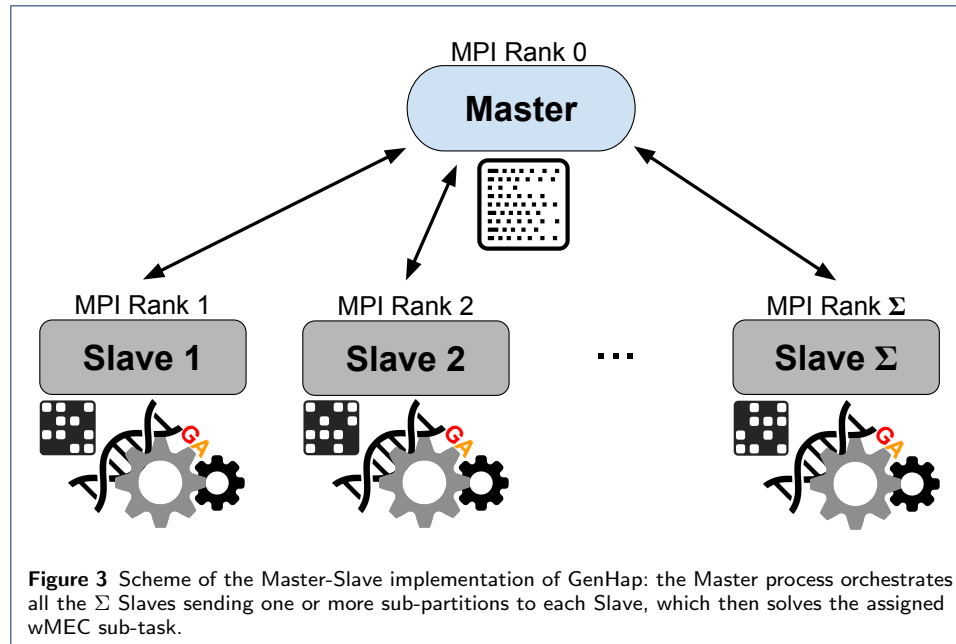 MPI Rank 0
Master
MPI Rank 1
MPI Rank 2
MPI Rank Σ
Slave 1
Slave 2
...
Slave Σ
GA
GA
GA
Figure 3 Scheme of the Master-Slave implementation of GenHap: the Master process orchestrates
all the Σ Slaves sending one or more sub-partitions to each Slave, which then solves the assigned
wMEC sub-task.